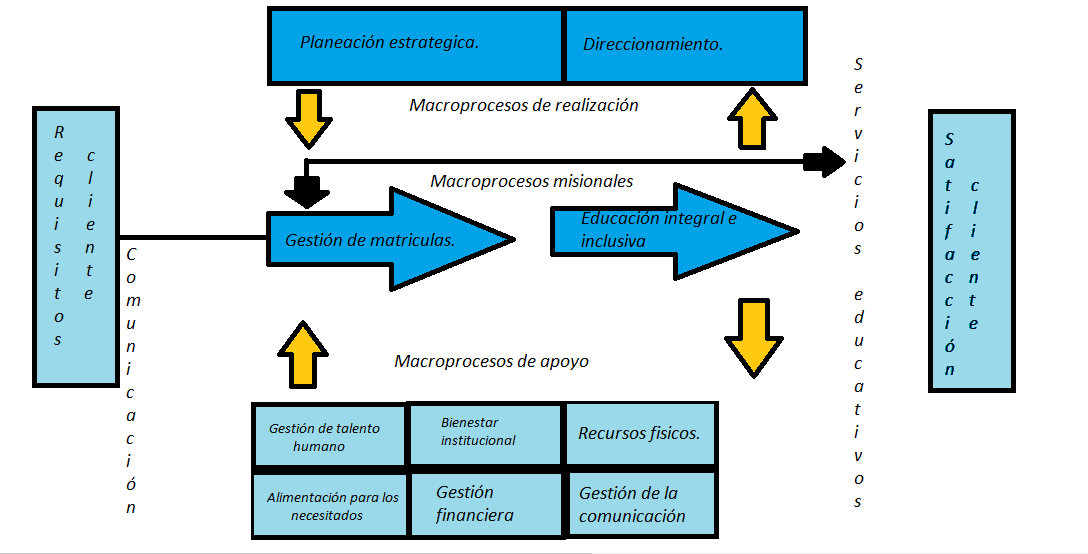 Planeación estrategica.
Direccionamiento.
Macroprocesos de realización
Requisitos
cliente
Comunicación
Macroprocesos misionales
Gestión de matriculas.
Educación integral e
inclusiva
Servicios educativos
Satifacción
cliente
Macroprocesos de apoyo
Gestión de talento
humano
Bienestar
institucional
Recursos fisicos.
Alimentación para los
necesitados
Gestión
financiera
Gestión de la
comunicación